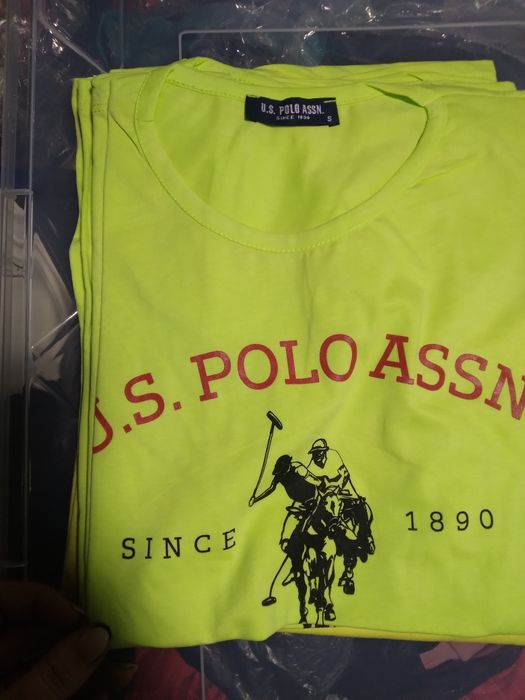 U.S. POLO ASSN.
SINCE 1890 S
U.S. POLO ASSN
SINCE 1890